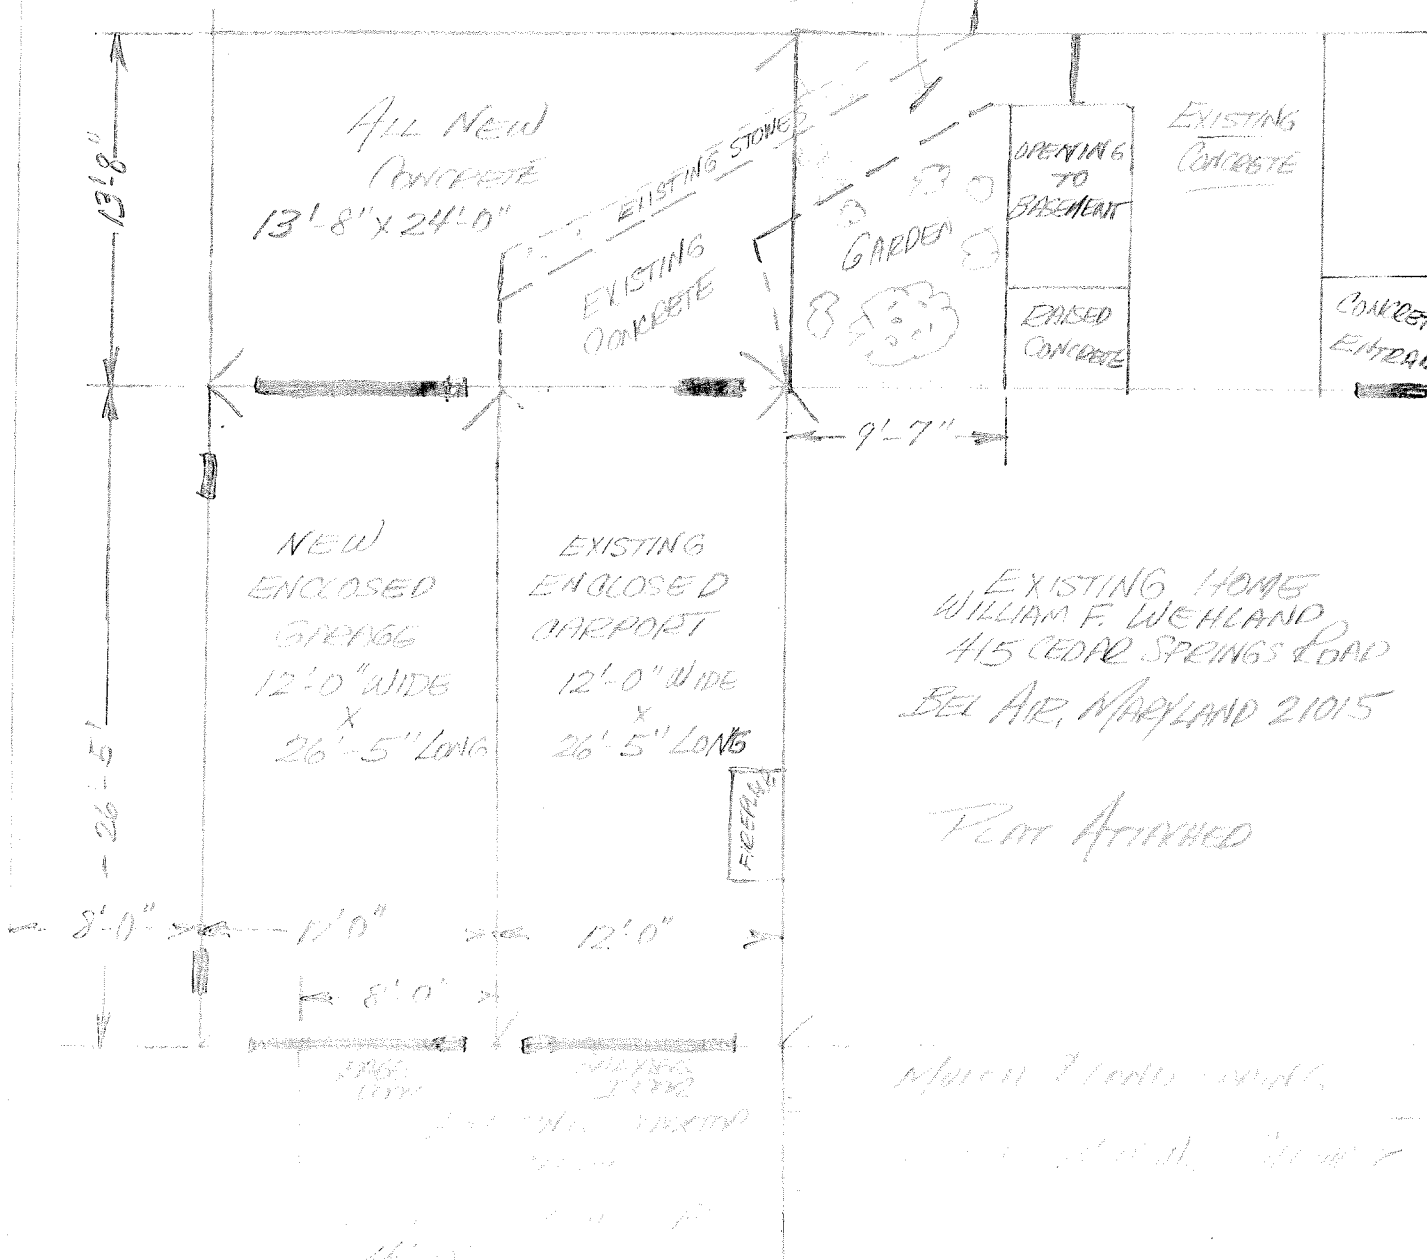 ALL NEW
CONCRETE
13'-8" x 24'-0"
13'-8"
EXISTING STONES
EXISTING
CONCRETE
GARDEN
OPENING
TO
BASEMENT
RAISED
CONCRETE
EXISTING
CONCRETE
CONCRE
ENTRAN
9'-7"
NEW
ENCLOSED
GARAGE
12'-0" WIDE
X
26'-5" LONG
EXISTING
ENCLOSED
CARPORT
12'-0" WIDE
X
26'-5" LONG
FIREPLACE
EXISTING HOME
WILLIAM F. WEHLAND
415 CEDAR SPRINGS ROAD
BEL AIR, MARYLAND 21015
PLAT ATTACHED
26'-5'
8'-0"
12'0"
12'0"
8'-0'